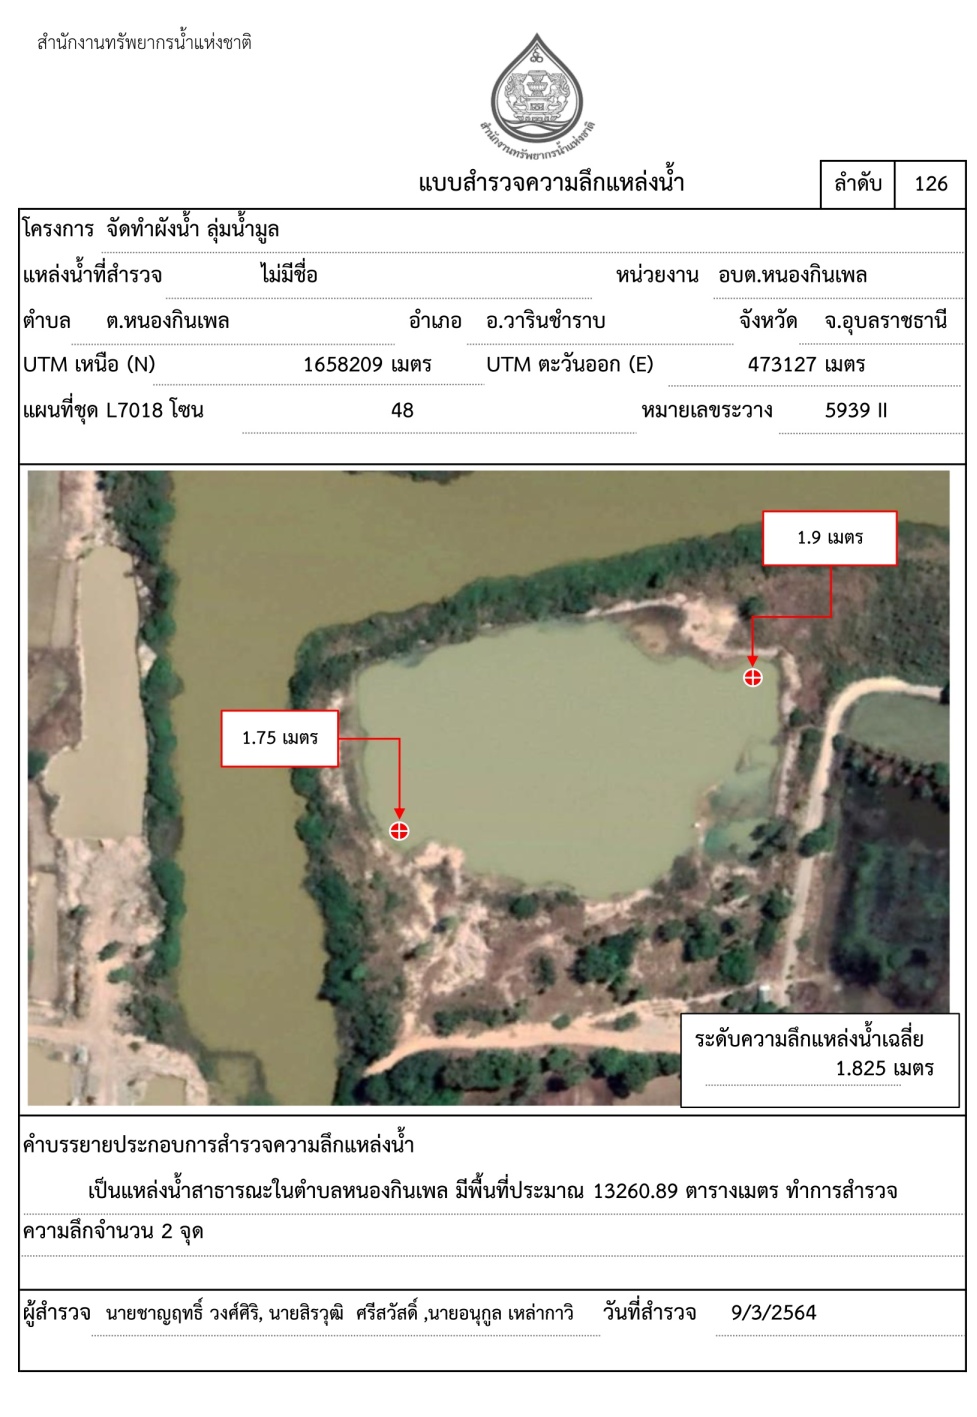 สำนักงานทรัพยากรน้ำแห่งชาติ
สำนักงานทรัพยากรน้ำแห่งชาติ
แบบสำรวจความลึกแหล่งน้ำ ลำดับ 126
โครงการ จัดทำผังน้ำ ลุ่มน้ำมูล
แหล่งน้ำที่สำรวจ ไม่มีชื่อ หน่วยงาน อบต.หนองกินเพล
ตำบล ต.หนองกินเพล อำเภอ อ.วารินชำราบ จังหวัด จ.อุบลราชธานี
UTM เหนือ (N) 1658209 เมตร UTM ตะวันออก (E) 473127 เมตร
แผนที่ชุด L7018 โซน 48 หมายเลขระวาง 5939 II
1.9 เมตร
1.75 เมตร
ระดับความลึกแหล่งน้ำเฉลี่ย
1.825 เมตร
คำบรรยายประกอบการสำรวจความลึกแหล่งน้ำ
เป็นแหล่งน้ำสาธารณะในตำบลหนองกินเพล มีพื้นที่ประมาณ 13260.89 ตารางเมตร ทำการสำรวจ
ความลึกจำนวน 2 จุด
ผู้สำรวจ นายชาญฤทธิ์ วงศ์ศิริ, นายสิรวุฒิ ศรีสวัสดิ์ ,นายอนุกูล เหล่ากาวิ วันที่สำรวจ 9/3/2564